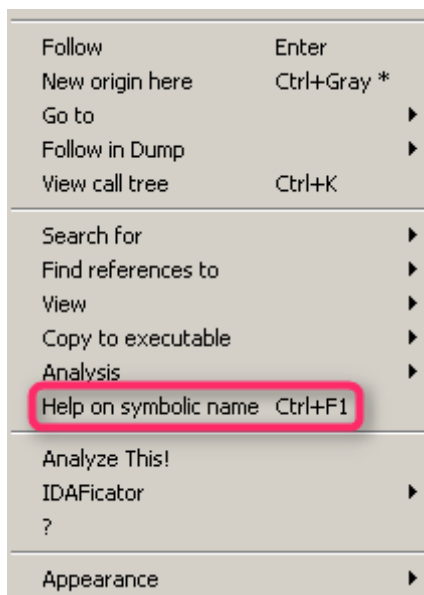 Follow Enter
New origin here Ctrl+Gray *
Go to
Follow in Dump
View call tree Ctrl+K
Search for
Find references to
View
Copy to executable
Analysis
Help on symbolic name Ctrl+F1
Analyze This!
IDAFicator
?
Appearance